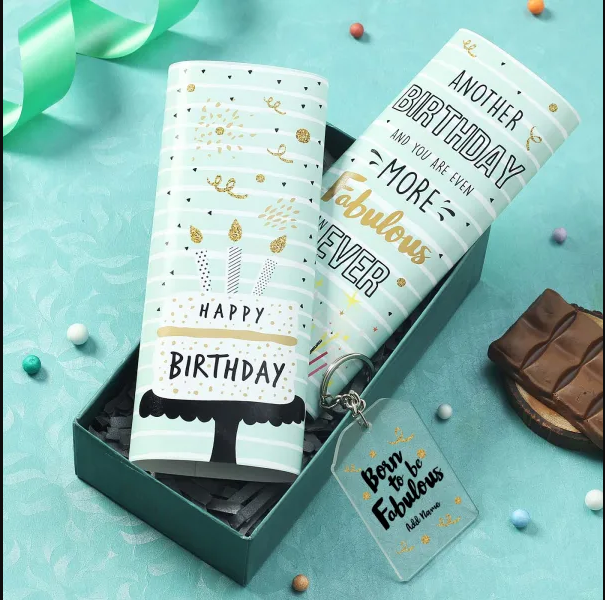 HAPPY
BIRTHDAY
ANOTHER
BIRTHDAY
AND YOU ARE EVEN
MORE
Fabulous
EVER
Born
to be
Fabulous
Add Name